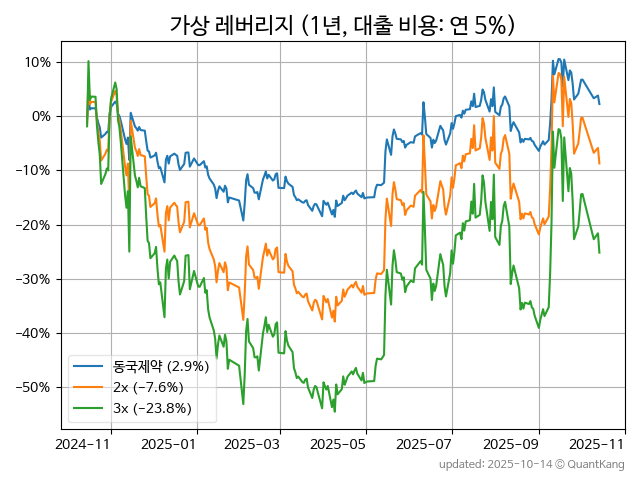 가상 레버리지 (1년, 대출 비용: 연 5%)
10%
0%
−10%
−20%
−30%
−40%
−50%
동국제약 (2.9%)
2x (−7.6%)
3x (−23.8%)
2024-11
2025-01
2025-03
2025-05
2025-07
2025-09
2025-11
updated: 2025-10-14 © QuantKang